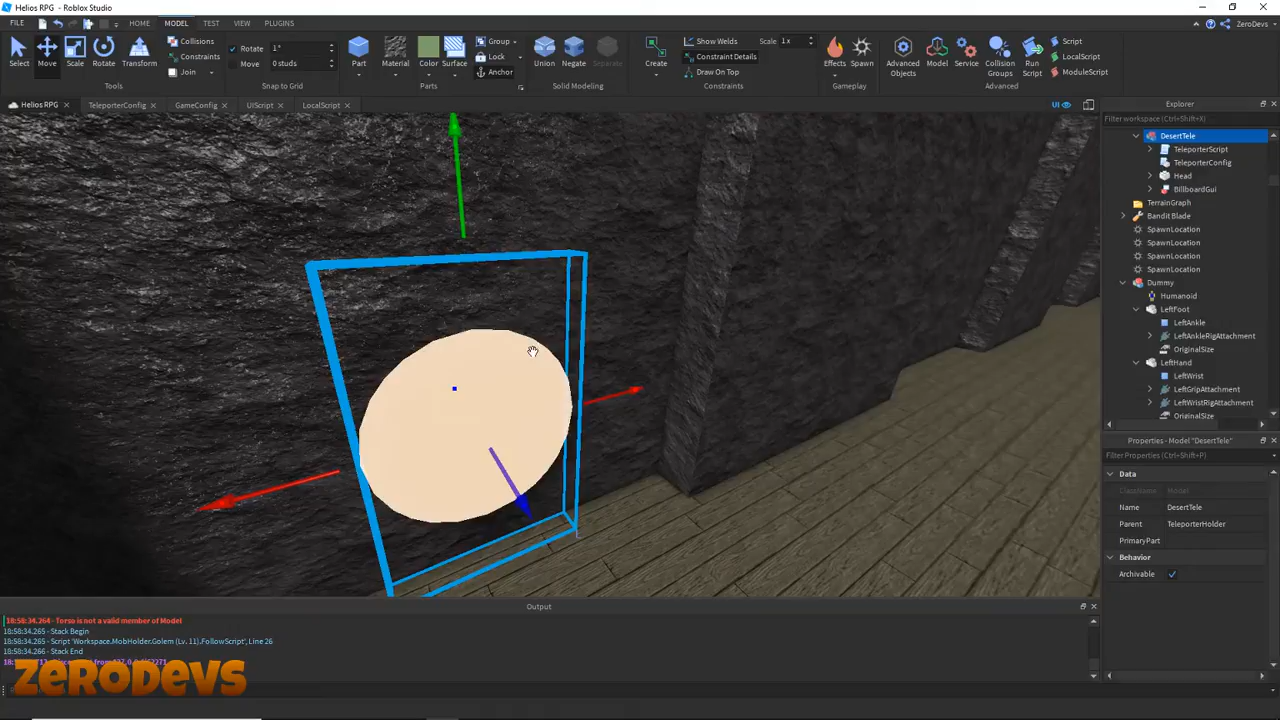 Helios RPG - Roblox Studio
FILE HOME MODEL TEST VIEW PLUGINS
ZeroDevs
Select Move Scale Rotate Transform
Tools
Collisions
Constraints
Join
Rotate 1°
Move 0 studs
Snap to Grid
Part Material Color Surface
Group
Lock
Anchor
Parts
Union Negate Separate
Solid Modeling
Create
Show Welds
Scale 1x
Constraint Details
Draw On Top
Constraints
Effects Spawn
Gameplay
Advanced Objects
Model Service
Collision Groups
Run Script
Script
LocalScript
ModuleScript
Advanced
Helios RPG × TeleporterConfig × GameConfig × UIScript × LocalScript ×
UI
Explorer
Filter workspace (Ctrl+Shift+X)
DesertTele
TeleporterScript
TeleporterConfig
Head
BillboardGui
TerrainGraph
Bandit Blade
SpawnLocation
SpawnLocation
SpawnLocation
SpawnLocation
Dummy
Humanoid
LeftFoot
LeftAnkle
LeftAnkleRigAttachment
OriginalSize
LeftHand
LeftWrist
LeftGripAttachment
LeftWristRigAttachment
OriginalSize
Properties - Model "DesertTele"
Filter Properties (Ctrl+Shift+P)
Data
ClassName Model
Name DesertTele
Parent TeleporterHolder
PrimaryPart
Behavior
Archivable
Output
18:58:34.264 - Torso is not a valid member of Model
18:58:34.265 - Stack Begin
18:58:34.265 - Script 'Workspace.MobHolder.Golem (Lv. 11).FollowScript', Line 26
18:58:34.266 - Stack End
ZERODEVS